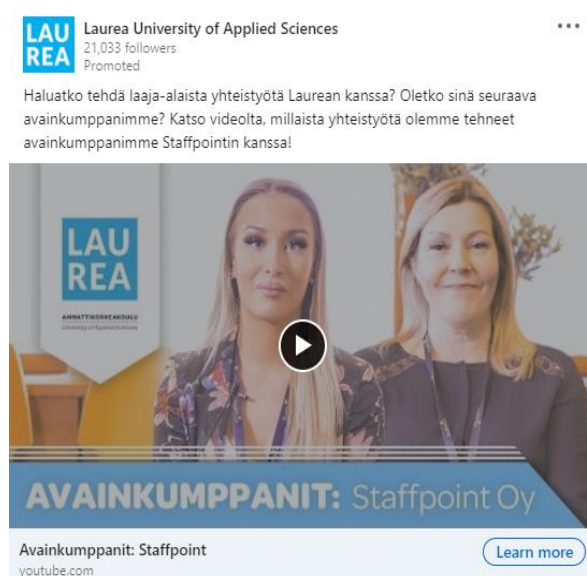 LAU
REA
Laurea University of Applied Sciences
21,033 followers
Promoted
Haluatko tehdä laaja-alaista yhteistyötä Laurean kanssa? Oletko sinä seuraava
avainkumppanimme? Katso videolta, millaista yhteistyötä olemme tehneet
avainkumppanimme Staffpointin kanssa!
LAU
REA
AMMATTIKORKEAKOULU
University of Applied Sciences
AVAINKUMPPANIT: Staffpoint Oy
Avainkumppanit: Staffpoint
Learn more
youtube.com